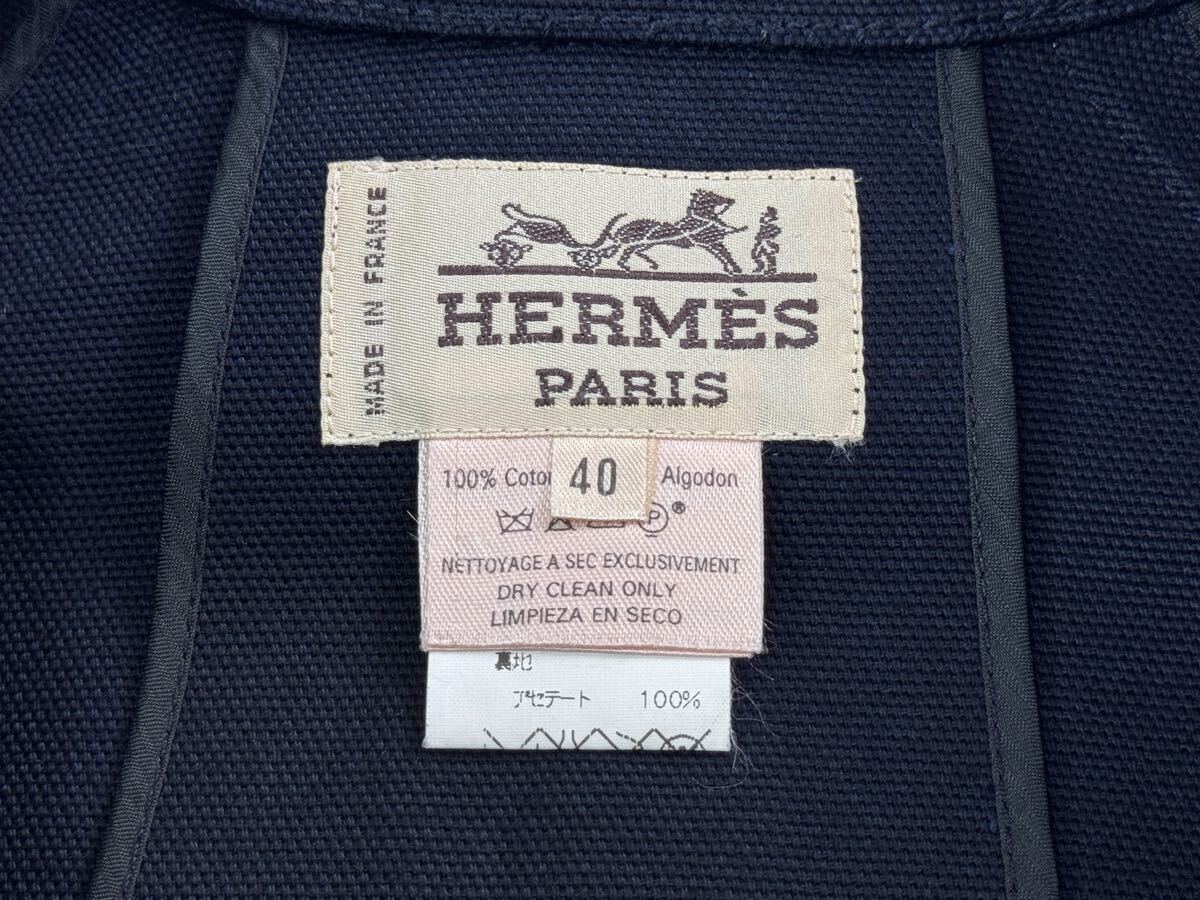 MADE IN FRANCE
HERMÈS
PARIS
100% Coto
40
Algodon
P
®
NETTOYAGE A SEC EXCLUSIVEMENT
DRY CLEAN ONLY
LIMPIEZA EN SECO
裏地
アセテート 100%